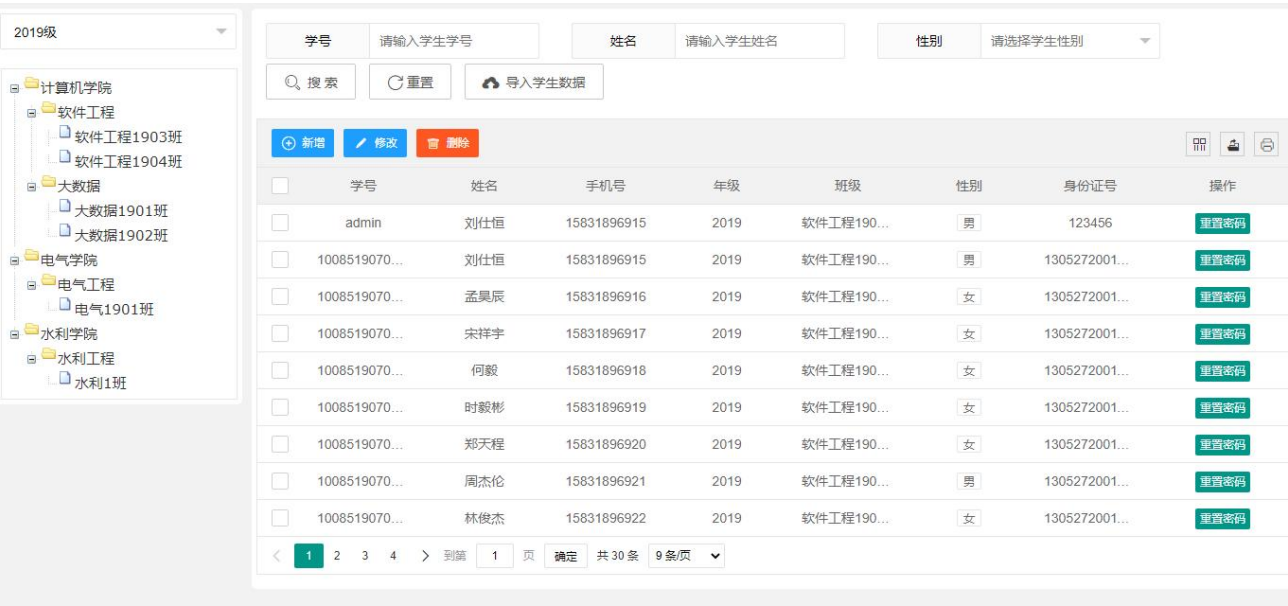 2019级
计算机学院
软件工程
软件工程1903班
软件工程1904班
大数据
大数据1901班
大数据1902班
电气学院
电气工程
电气1901班
水利学院
水利工程
水利1班
学号 请输入学生学号 姓名 请输入学生姓名 性别 请选择学生性别
搜索 重置 导入学生数据
新增 修改 删除
学号 姓名 手机号 年级 班级 性别 身份证号 操作
admin 刘仕恒 15831896915 2019 软件工程190... 男 123456 重置密码
1008519070... 刘仕恒 15831896915 2019 软件工程190... 男 1305272001... 重置密码
1008519070... 孟昊辰 15831896916 2019 软件工程190... 女 1305272001... 重置密码
1008519070... 宋祥宇 15831896917 2019 软件工程190... 女 1305272001... 重置密码
1008519070... 何毅 15831896918 2019 软件工程190... 女 1305272001... 重置密码
1008519070... 时毅彬 15831896919 2019 软件工程190... 女 1305272001... 重置密码
1008519070... 郑天程 15831896920 2019 软件工程190... 女 1305272001... 重置密码
1008519070... 周杰伦 15831896921 2019 软件工程190... 男 1305272001... 重置密码
1008519070... 林俊杰 15831896922 2019 软件工程190... 女 1305272001... 重置密码
1 2 3 4 到第 1 页 确定 共 30 条 9 条/页